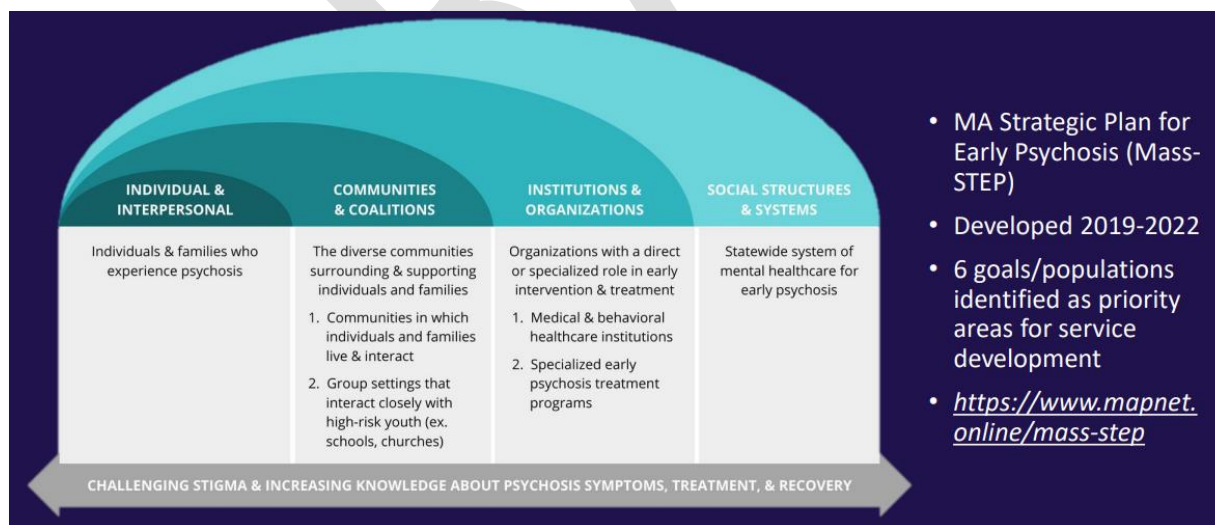 INDIVIDUAL &
INTERPERSONAL
Individuals & families who
experience psychosis
COMMUNITIES
& COALITIONS
The diverse communities
surrounding & supporting
individuals and families
1. Communities in which
individuals and families
live & interact
2. Group settings that
interact closely with
high-risk youth (ex.
schools, churches)
INSTITUTIONS &
ORGANIZATIONS
Organizations with a direct
or specialized role in early
intervention & treatment
1. Medical & behavioral
healthcare institutions
2. Specialized early
psychosis treatment
programs
SOCIAL STRUCTURES
& SYSTEMS
Statewide system of
mental healthcare for
early psychosis
CHALLENGING STIGMA & INCREASING KNOWLEDGE ABOUT PSYCHOSIS SYMPTOMS, TREATMENT, & RECOVERY
• MA Strategic Plan for
Early Psychosis (Mass-
STEP)
• Developed 2019-2022
• 6 goals/populations
identified as priority
areas for service
development
• https://www.mapnet.
online/mass-step